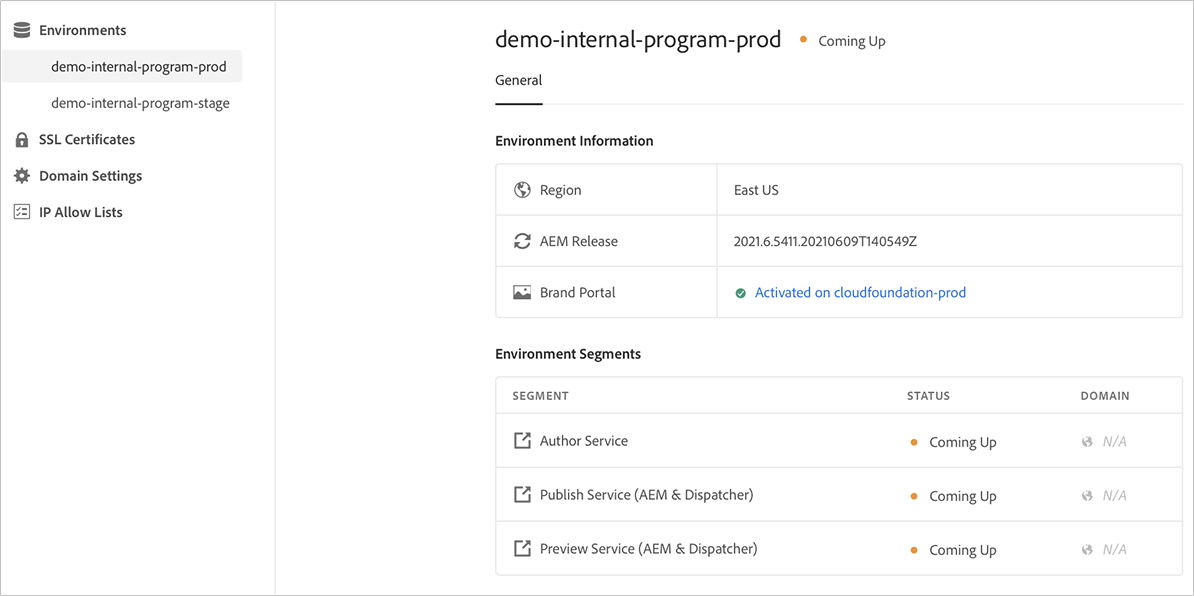 Environments
demo-internal-program-prod
demo-internal-program-stage
SSL Certificates
Domain Settings
IP Allow Lists
demo-internal-program-prod Coming Up
General
Environment Information
Region East US
AEM Release 2021.6.5411.20210609T140549Z
Brand Portal Activated on cloudfoundation-prod
Environment Segments
SEGMENT STATUS DOMAIN
Author Service Coming Up N/A
Publish Service (AEM & Dispatcher) Coming Up N/A
Preview Service (AEM & Dispatcher) Coming Up N/A